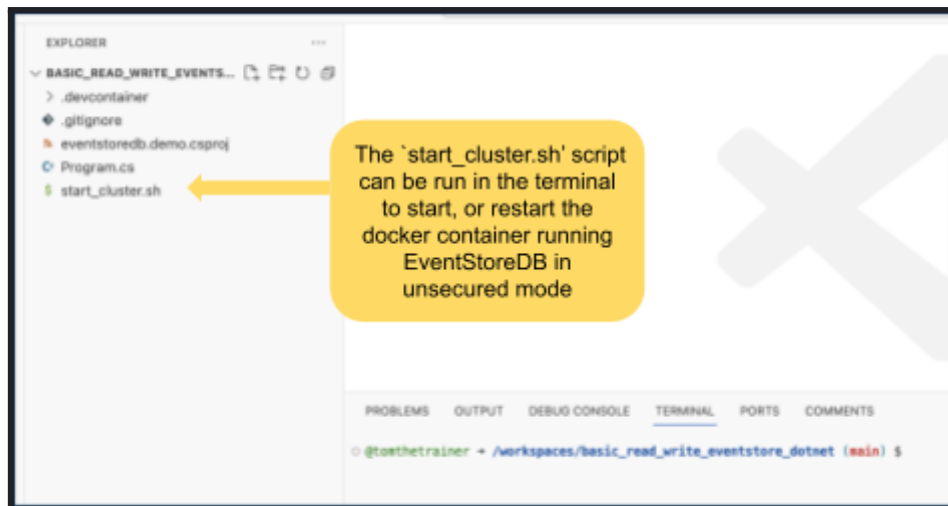 EXPLORER
BASIC_READ_WRITE_EVENTS...
.devcontainer
.gitignore
eventstoredb.demo.csproj
Program.cs
$ start_cluster.sh
The `start_cluster.sh' script
can be run in the terminal
to start, or restart the
docker container running
EventStoreDB in
unsecured mode
PROBLEMS OUTPUT DEBUG CONSOLE TERMINAL PORTS COMMENTS
@tomthetrainer → /workspaces/basic_read_write_eventstore_dotnet (main) $